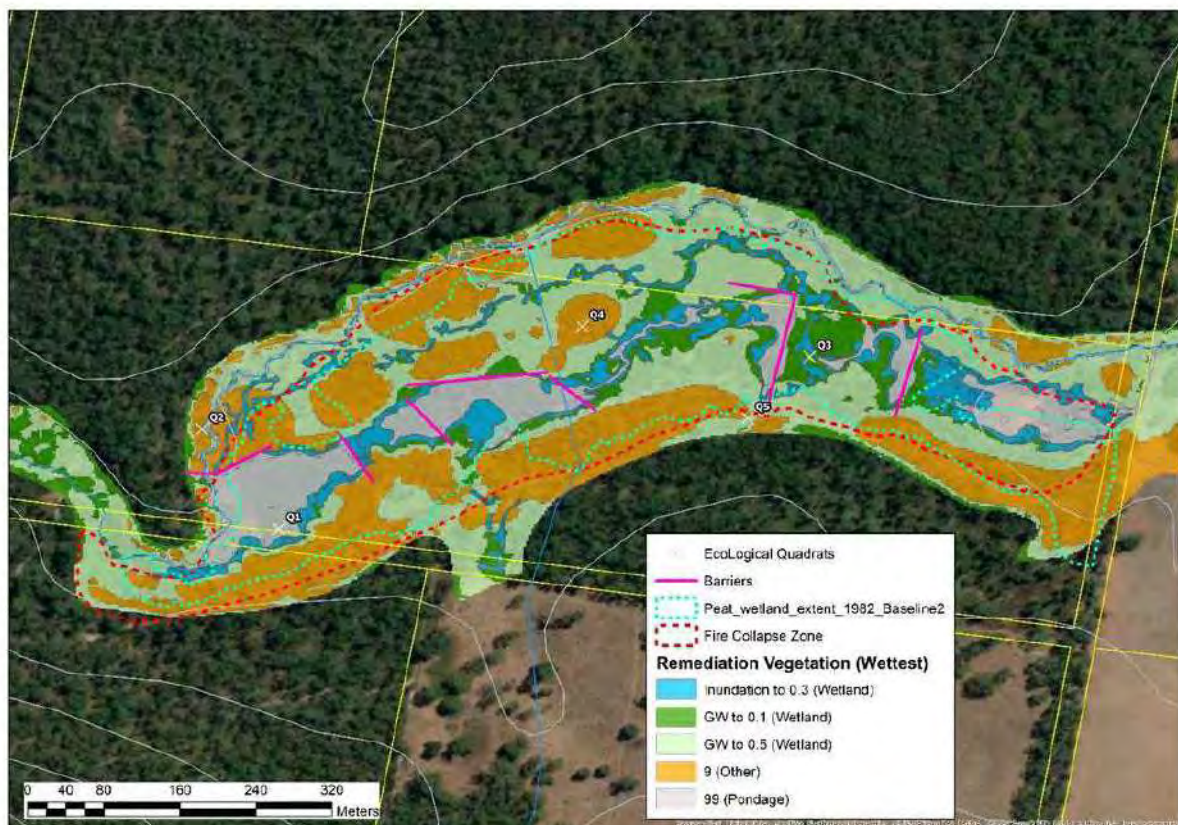 Q4
Q3
Q2
Q5
Q1
EcoLogical Quadrats
Barriers
Peat_wetland_extent_1982_Baseline2
Fire Collapse Zone
Remediation Vegetation (Wettest)
Inundation to 0.3 (Wetland)
GW to 0.1 (Wetland)
GW to 0.5 (Wetland)
9 (Other)
99 (Pondage)
0 40 80 160 240 320
Meters